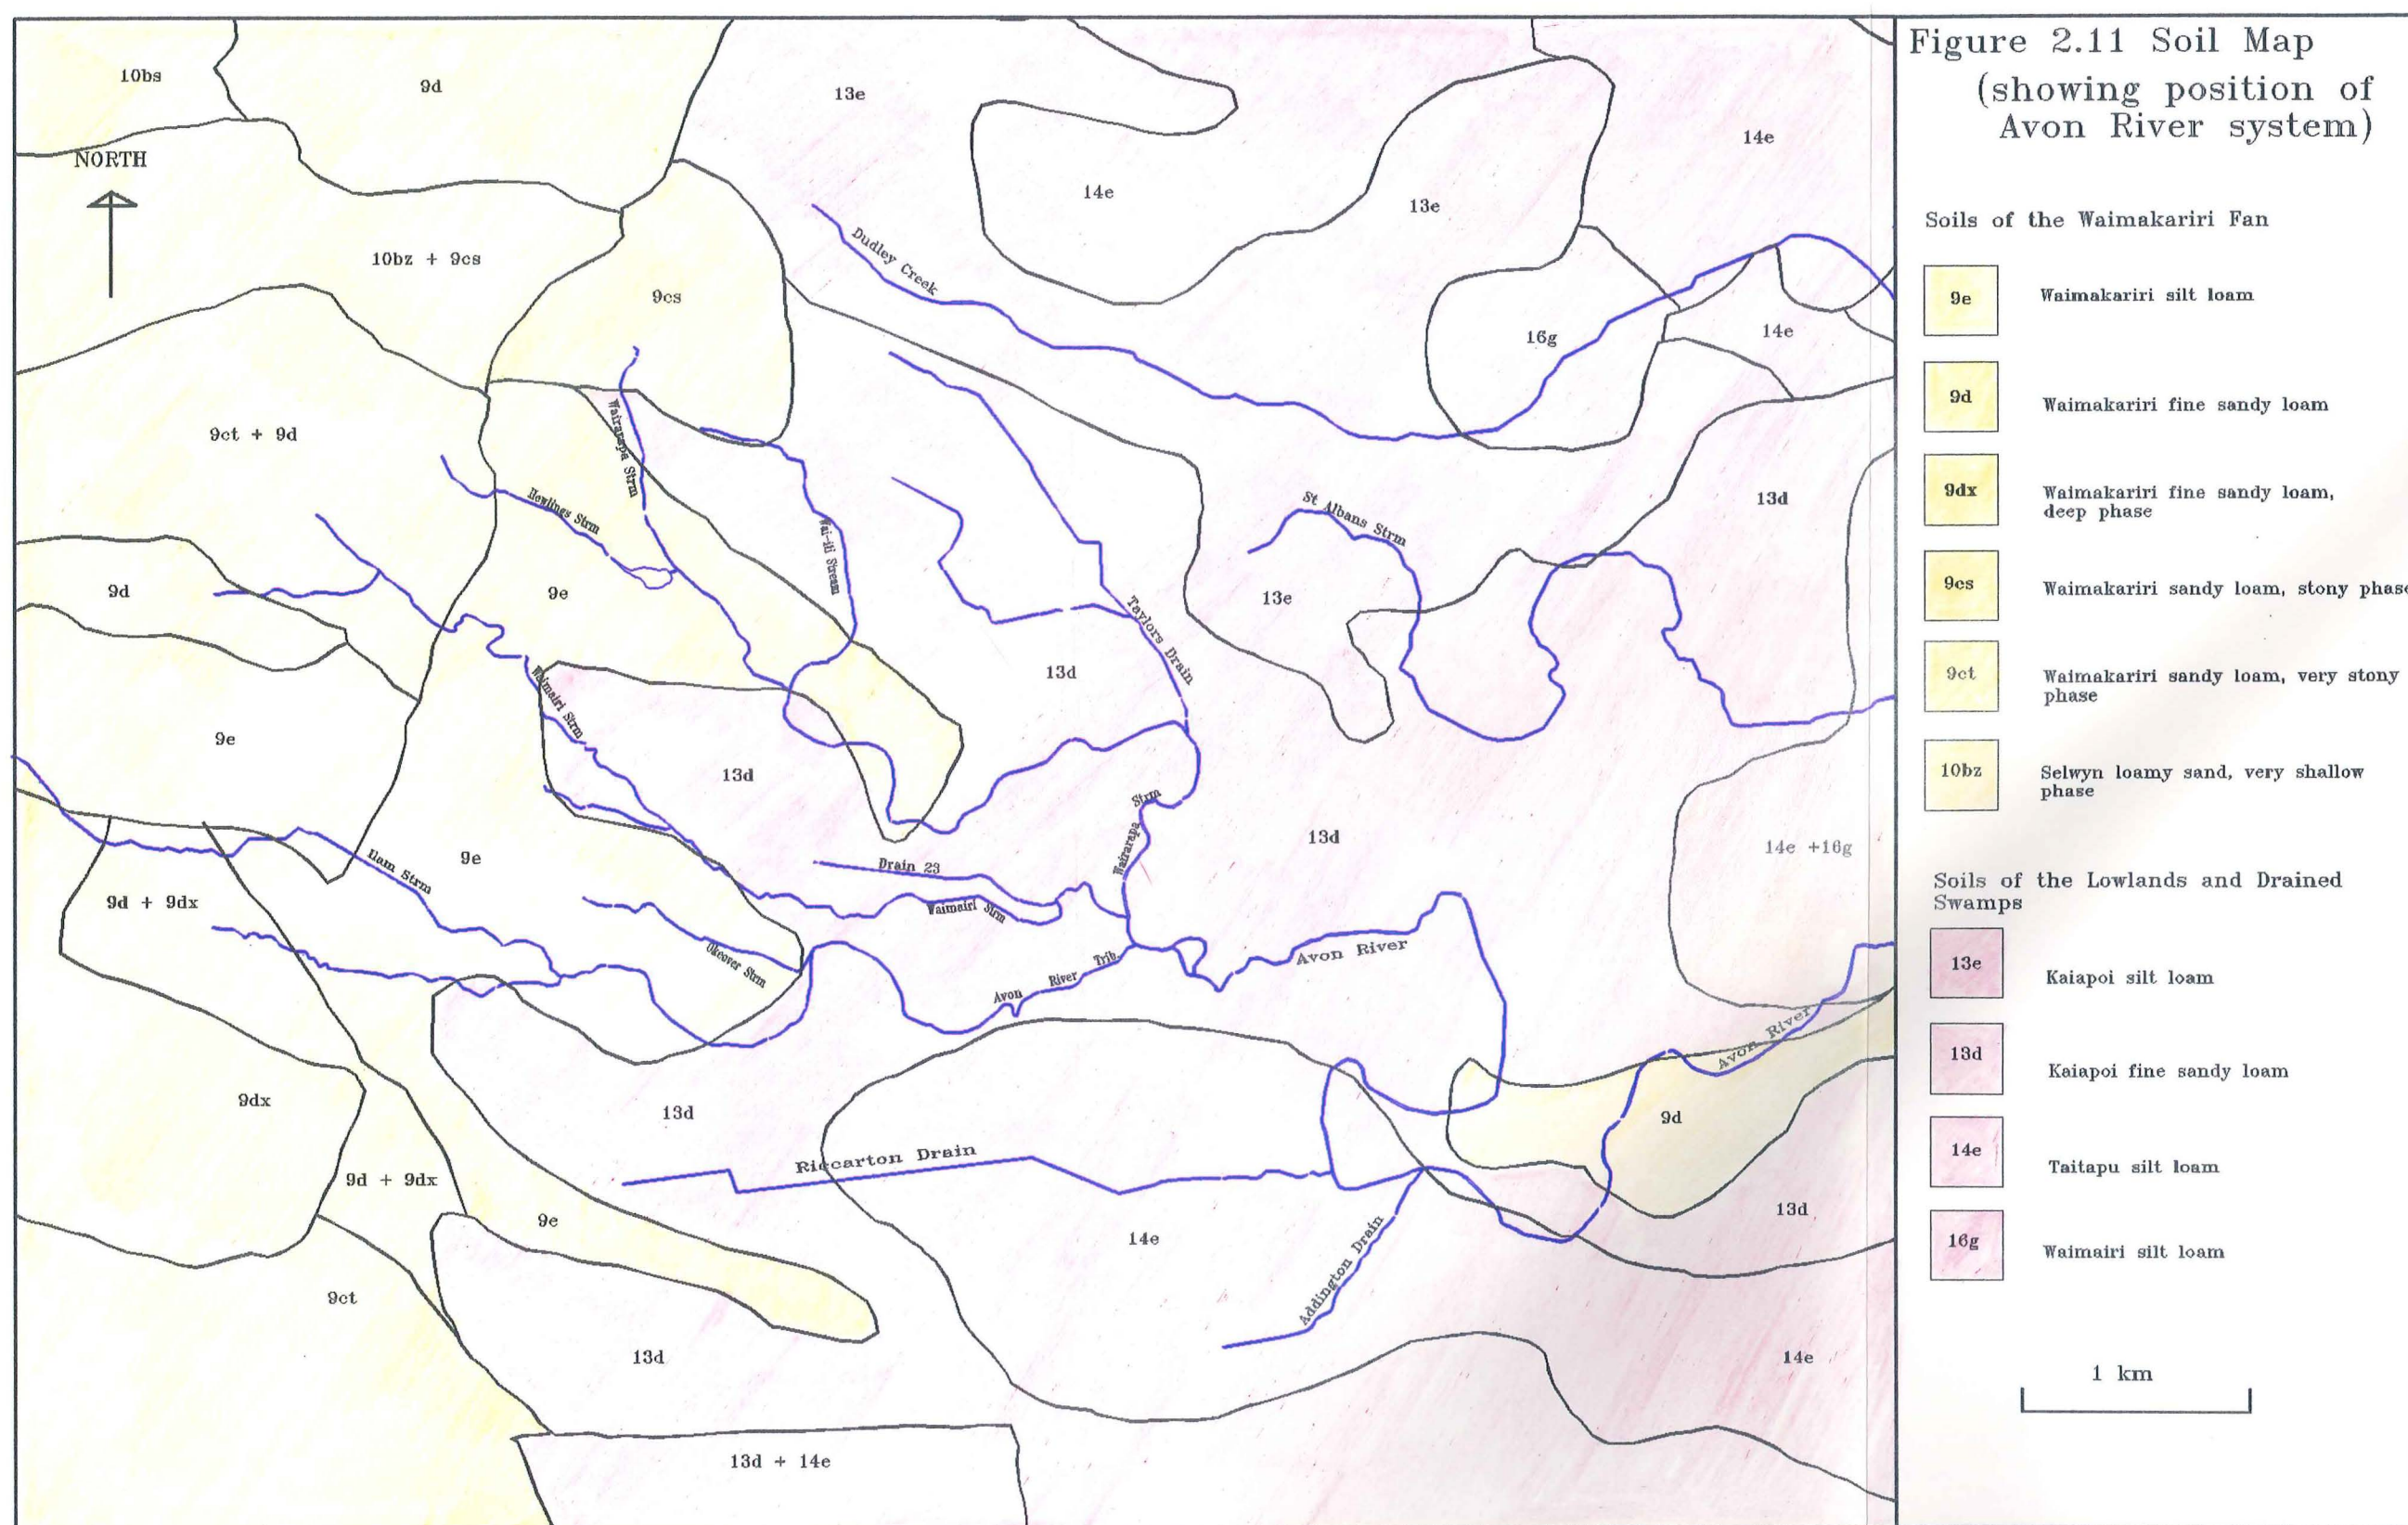 Figure 2.11 Soil Map
(showing position of
Avon River system)
10bs
9d
13e
14e
NORTH
14e
13e
10bz + 9cs
9cs
Dudley Creek
16g
14e
9ct + 9d
Wairarapa Strm
Hewlings Strm
Wai-iti Stream
St Albans Strm
13d
9d
9e
13e
Taylors Drain
13d
Waimairi Strm
9e
13d
Wairarapa Strm
13d
14e +16g
Ilam Strm
9e
Drain 23
9d + 9dx
Waimairi Strm
Okeover Strm
Avon River Trib.
Avon River
Avon River
9dx
13d
9d
Riccarton Drain
9d + 9dx
9e
14e
13d
Addington Drain
9ct
13d
14e
13d + 14e
Soils of the Waimakariri Fan
9e
Waimakariri silt loam
9d
Waimakariri fine sandy loam
9dx
Waimakariri fine sandy loam,
deep phase
9cs
Waimakariri sandy loam, stony phase
9ct
Waimakariri sandy loam, very stony
phase
10bz
Selwyn loamy sand, very shallow
phase
Soils of the Lowlands and Drained
Swamps
13e
Kaiapoi silt loam
13d
Kaiapoi fine sandy loam
14e
Taitapu silt loam
16g
Waimairi silt loam
1 km